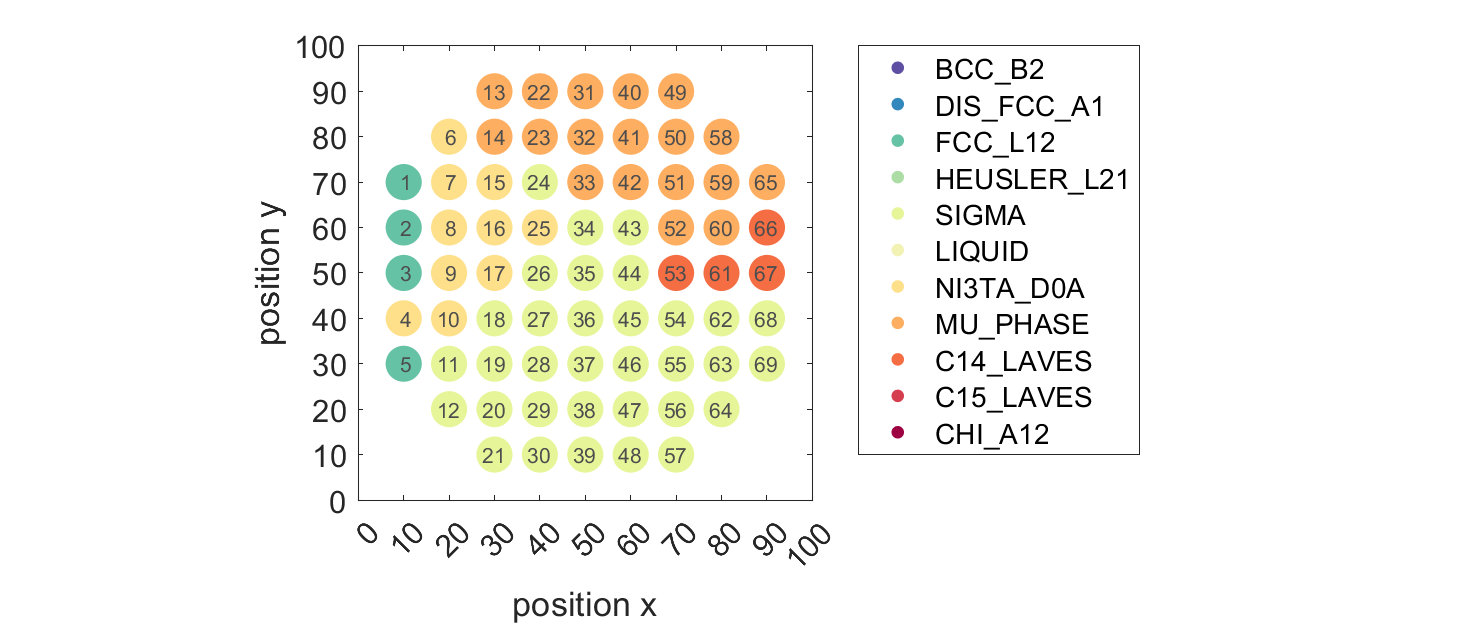 100
90 13 22 31 40 49
80 6 14 23 32 41 50 58
70 1 7 15 24 33 42 51 59 65
60 2 8 16 25 34 43 52 60 66
50 3 9 17 26 35 44 53 61 67
40 4 10 18 27 36 45 54 62 68
30 5 11 19 28 37 46 55 63 69
20 12 20 29 38 47 56 64
10 21 30 39 48 57
0
0 10 20 30 40 50 60 70 80 90 100
position x
position y
BCC_B2
DIS_FCC_A1
FCC_L12
HEUSLER_L21
SIGMA
LIQUID
NI3TA_D0A
MU_PHASE
C14_LAVES
C15_LAVES
CHI_A12